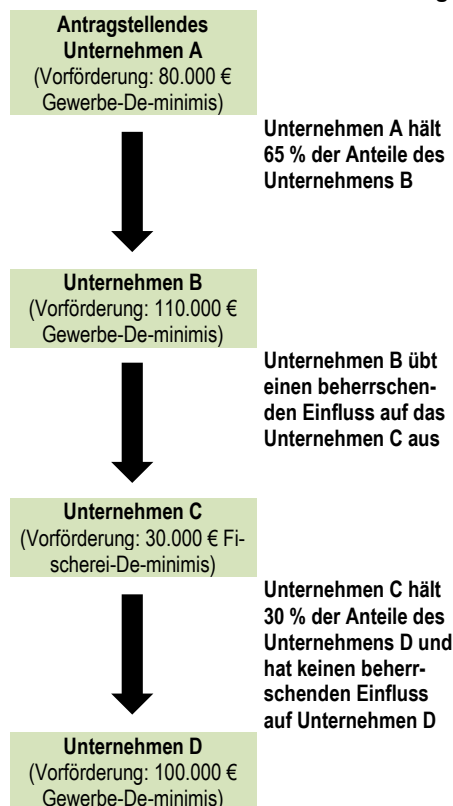 Antragstellendes
Unternehmen A
(Vorförderung: 80.000 €
Gewerbe-De-minimis)
Unternehmen A hält
65 % der Anteile des
Unternehmens B
Unternehmen B
(Vorförderung: 110.000 €
Gewerbe-De-minimis)
Unternehmen B übt
einen beherrschen-
den Einfluss auf das
Unternehmen C aus
Unternehmen C
(Vorförderung: 30.000 € Fi-
scherei-De-minimis)
Unternehmen C hält
30 % der Anteile des
Unternehmens D und
hat keinen beherr-
schenden Einfluss
auf Unternehmen D
Unternehmen D
(Vorförderung: 100.000 €
Gewerbe-De-minimis)